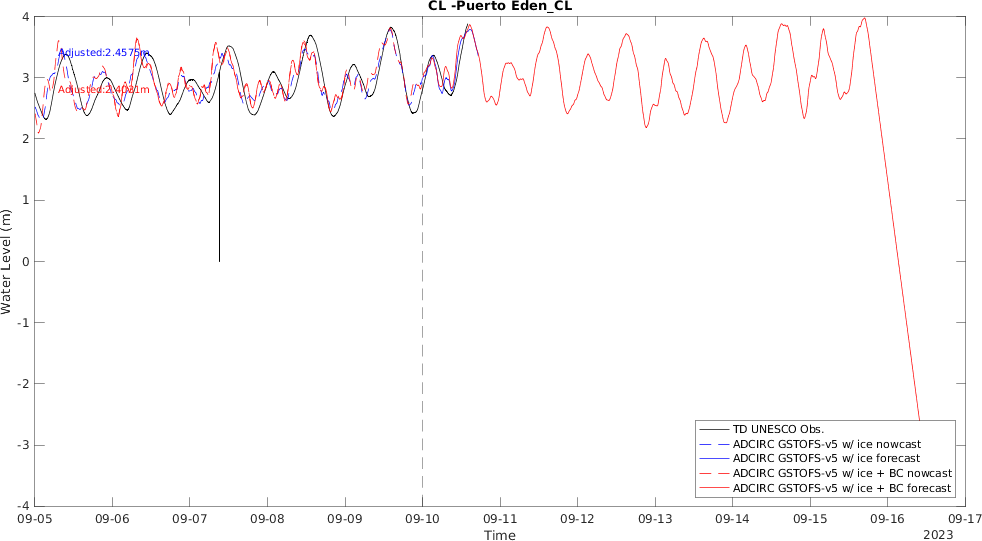 CL -Puerto Eden_CL
Water Level (m)
4
3
2
1
0
-1
-2
-3
-4
Adjusted:2.4575m
Adjusted:2.4021m
TD UNESCO Obs.
ADCIRC GSTOFS-v5 w/ ice nowcast
ADCIRC GSTOFS-v5 w/ ice forecast
ADCIRC GSTOFS-v5 w/ ice + BC nowcast
ADCIRC GSTOFS-v5 w/ ice + BC forecast
09-05 09-06 09-07 09-08 09-09 09-10 09-11 09-12 09-13 09-14 09-15 09-16 09-17
Time
2023